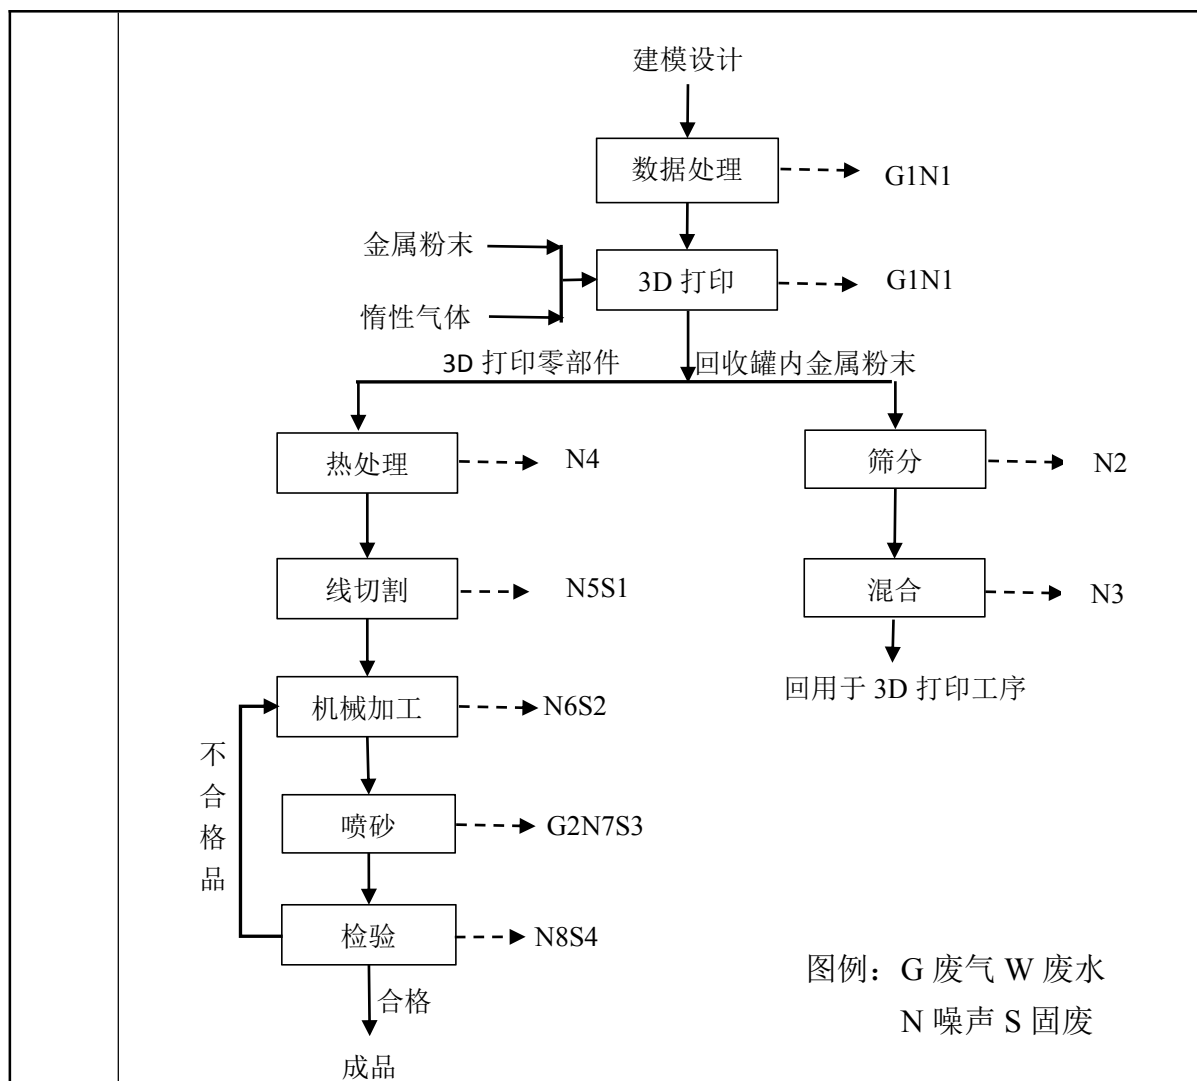 建模设计
数据处理
G1N1
金属粉末
惰性气体
3D 打印
G1N1
3D 打印零部件
回收罐内金属粉末
热处理
N4
筛分
N2
线切割
N5S1
混合
N3
机械加工
N6S2
回用于 3D 打印工序
不合格品
喷砂
G2N7S3
检验
N8S4
合格
成品
图例：G 废气 W 废水
N 噪声 S 固废